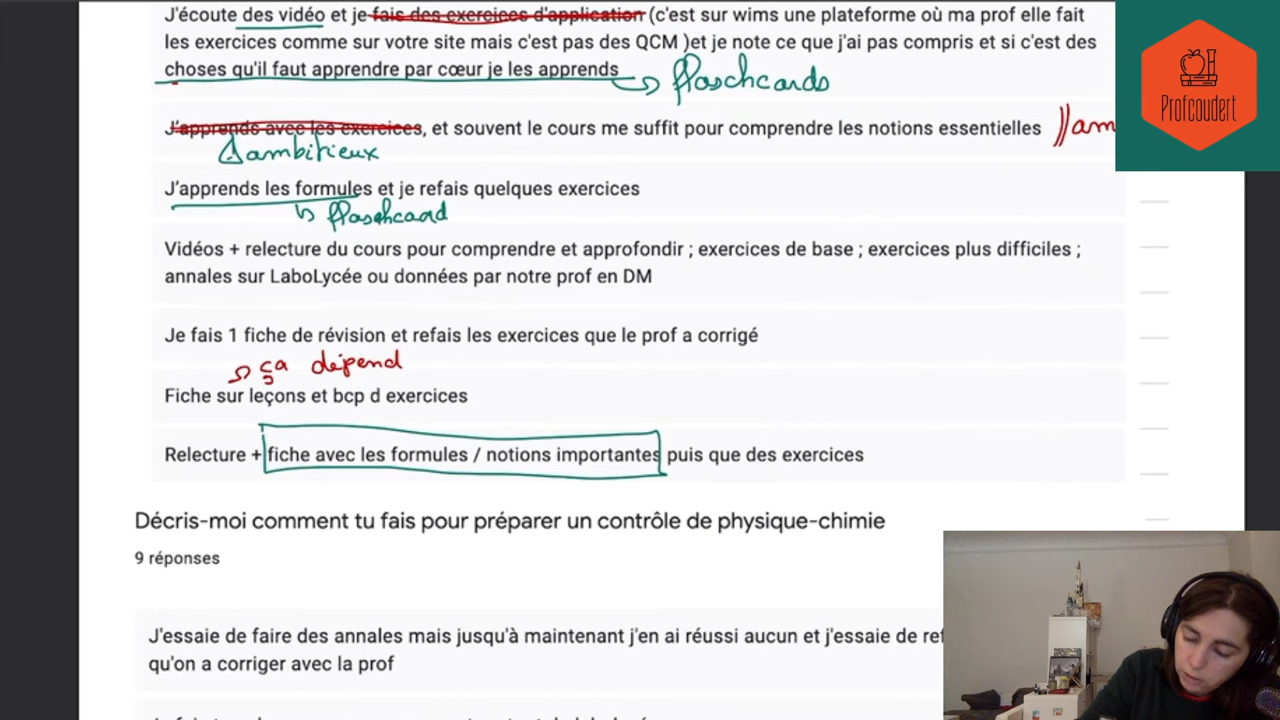 J'écoute des vidéo et je fais des exercices d'application (c'est sur wims une plateforme où ma prof elle fait
les exercices comme sur votre site mais c'est pas des QCM )et je note ce que j'ai pas compris et si c'est des
choses qu'il faut apprendre par cœur je les apprends
flaschcards
Profcoudert
J'apprends avec les exercices, et souvent le cours me suffit pour comprendre les notions essentielles
am
⚠ambitieux
J'apprends les formules et je refais quelques exercices
flaschcard
Vidéos + relecture du cours pour comprendre et approfondir ; exercices de base ; exercices plus difficiles ;
annales sur LaboLycée ou données par notre prof en DM
Je fais 1 fiche de révision et refais les exercices que le prof a corrigé
ça dépend
Fiche sur leçons et bcp d exercices
Relecture + fiche avec les formules / notions importantes puis que des exercices
Décris-moi comment tu fais pour préparer un contrôle de physique-chimie
9 réponses
J'essaie de faire des annales mais jusqu'à maintenant j'en ai réussi aucun et j'essaie de ref
qu'on a corriger avec la prof